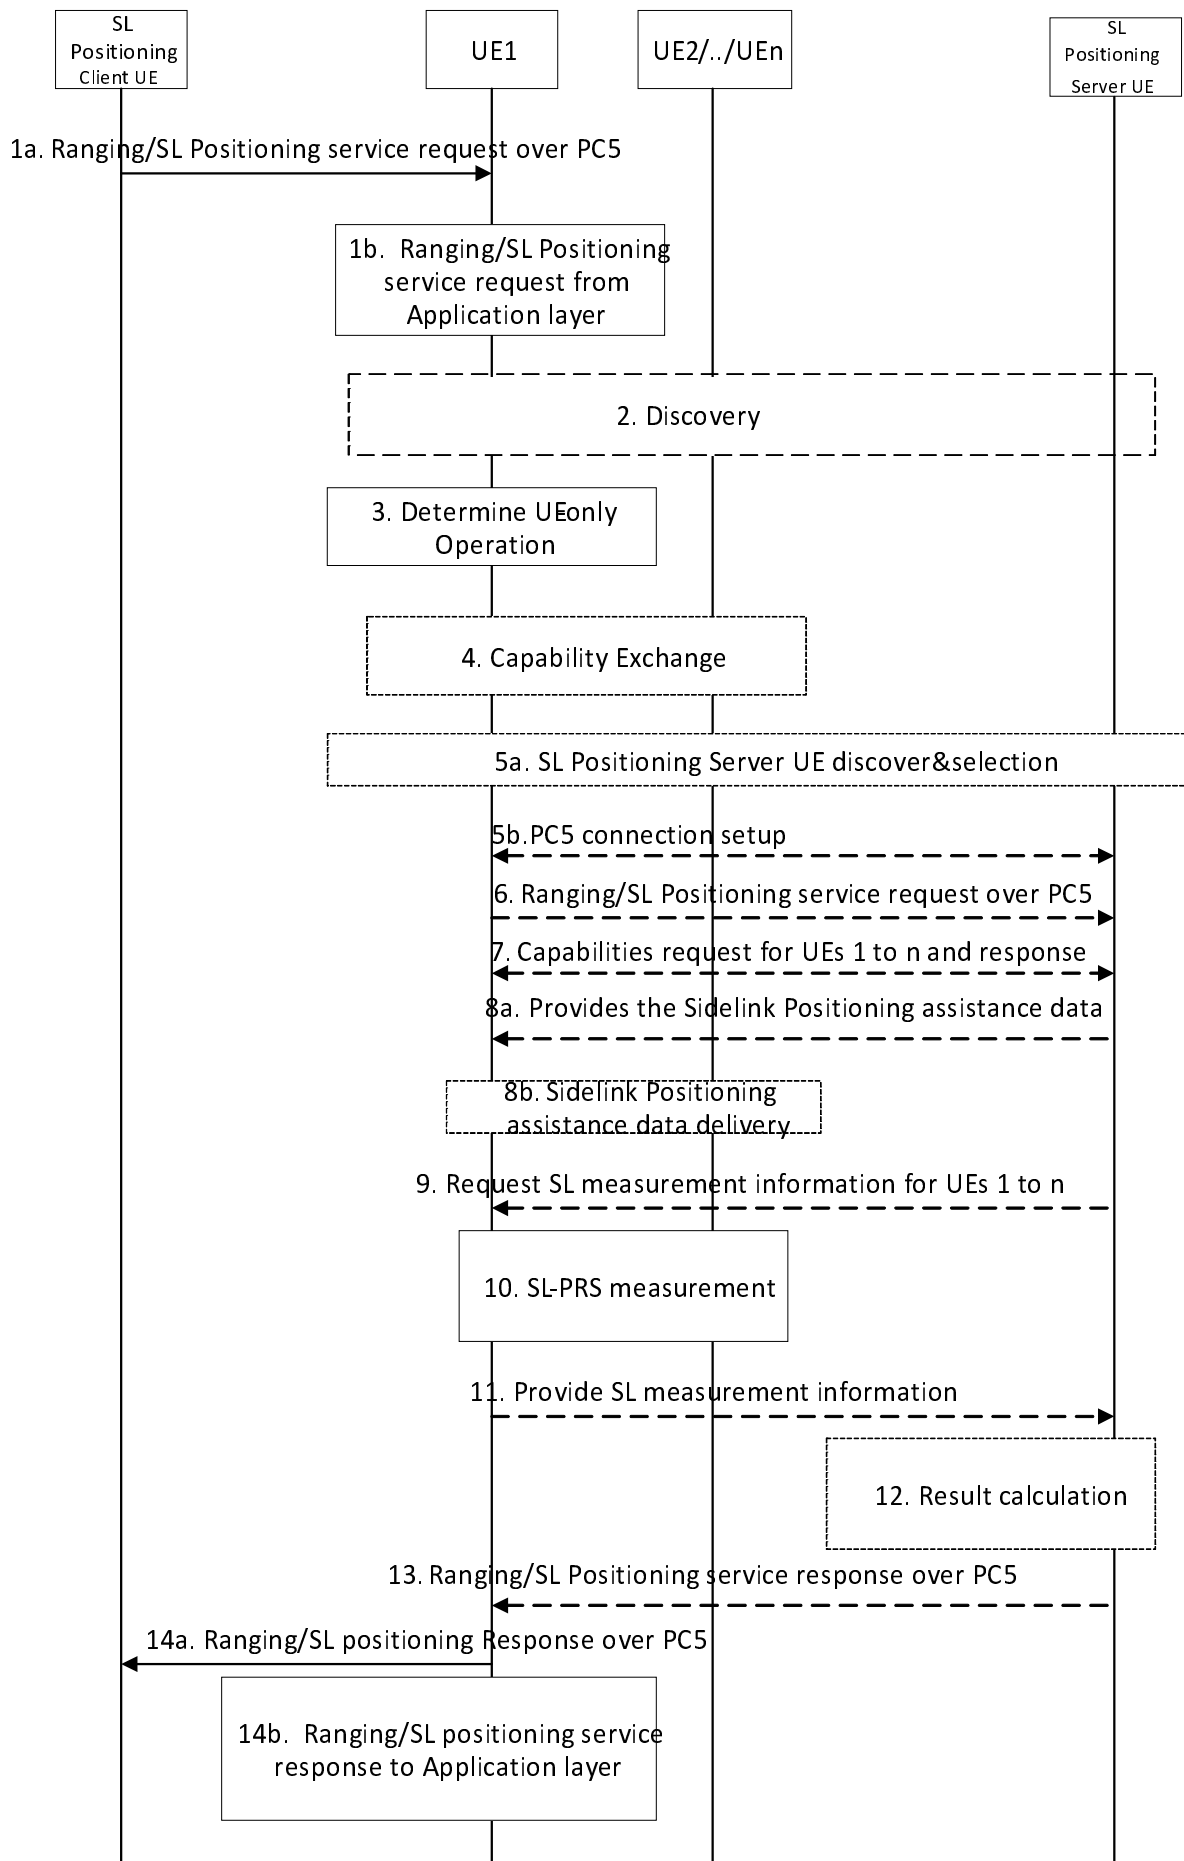 SL
Positioning
Client UE
UE1
UE2/../UEn
SL
Positioning
Server UE
1a. Ranging/SL Positioning service request over PC5
1b. Ranging/SL Positioning
service request from
Application layer
2. Discovery
3. Determine UE-only
Operation
4. Capability Exchange
5a. SL Positioning Server UE discover&selection
5b.PC5 connection setup
6. Ranging/SL Positioning service request over PC5
7. Capabilities request for UEs 1 to n and response
8a. Provides the Sidelink Positioning assistance data
8b. Sidelink Positioning
assistance data delivery
9. Request SL measurement information for UEs 1 to n
10. SL-PRS measurement
11. Provide SL measurement information
12. Result calculation
13. Ranging/SL Positioning service response over PC5
14a. Ranging/SL positioning Response over PC5
14b. Ranging/SL positioning service
response to Application layer